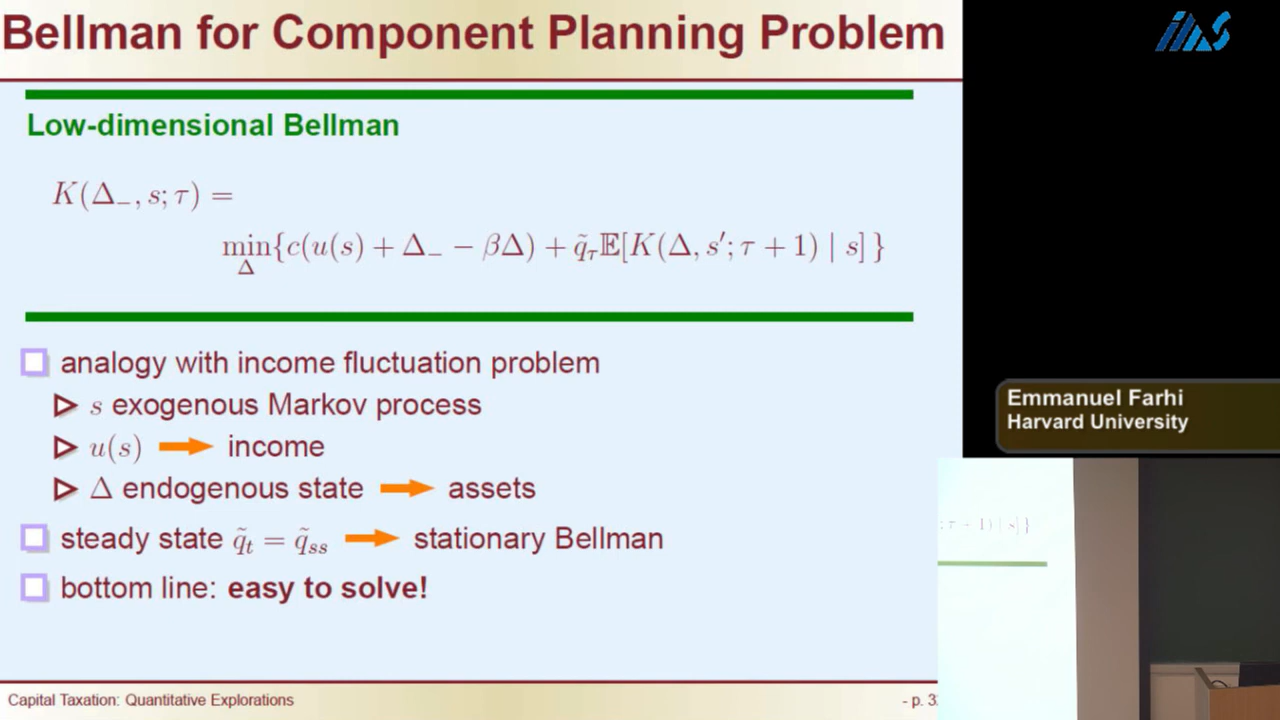 Bellman for Component Planning Problem
Low-dimensional Bellman
K(Δ_, s; τ) =
min{c(u(s) + Δ_ − βΔ) + q̃_τ 𝔼[K(Δ, s′; τ + 1) | s] }
Δ
analogy with income fluctuation problem
s exogenous Markov process
u(s) → income
Δ endogenous state → assets
steady state q̃_t = q̃_ss → stationary Bellman
bottom line: easy to solve!
Capital Taxation: Quantitative Explorations
- p. 3
Emmanuel Farhi
Harvard University